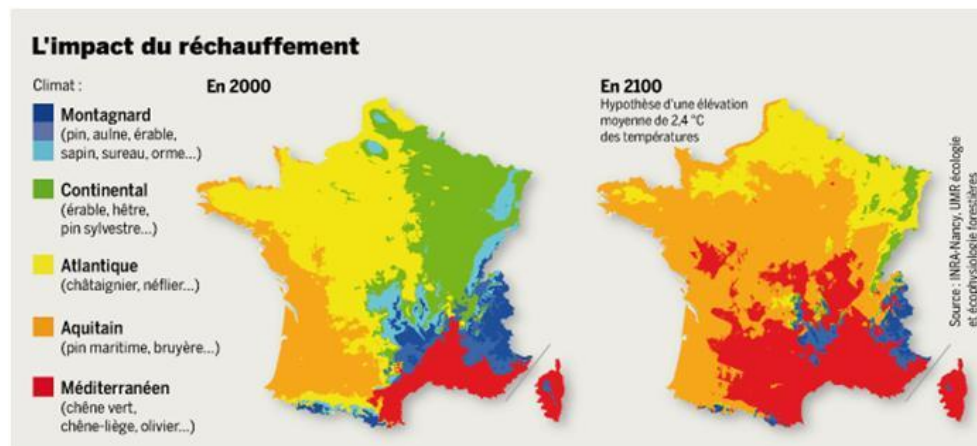 L'impact du réchauffement
Climat :
Montagnard
(pin, aulne, érable,
sapin, sureau, orme...)
Continental
(érable, hêtre,
pin sylvestre...)
Atlantique
(châtaignier, néflier...)
Aquitain
(pin maritime, bruyère...)
Méditerranéen
(chêne vert,
chêne-liège, olivier...)
En 2000
En 2100
Hypothèse d'une élévation
moyenne de 2,4 °C
des températures
Source : INRA-Nancy, UMR écologie
et écophysiologie forestières